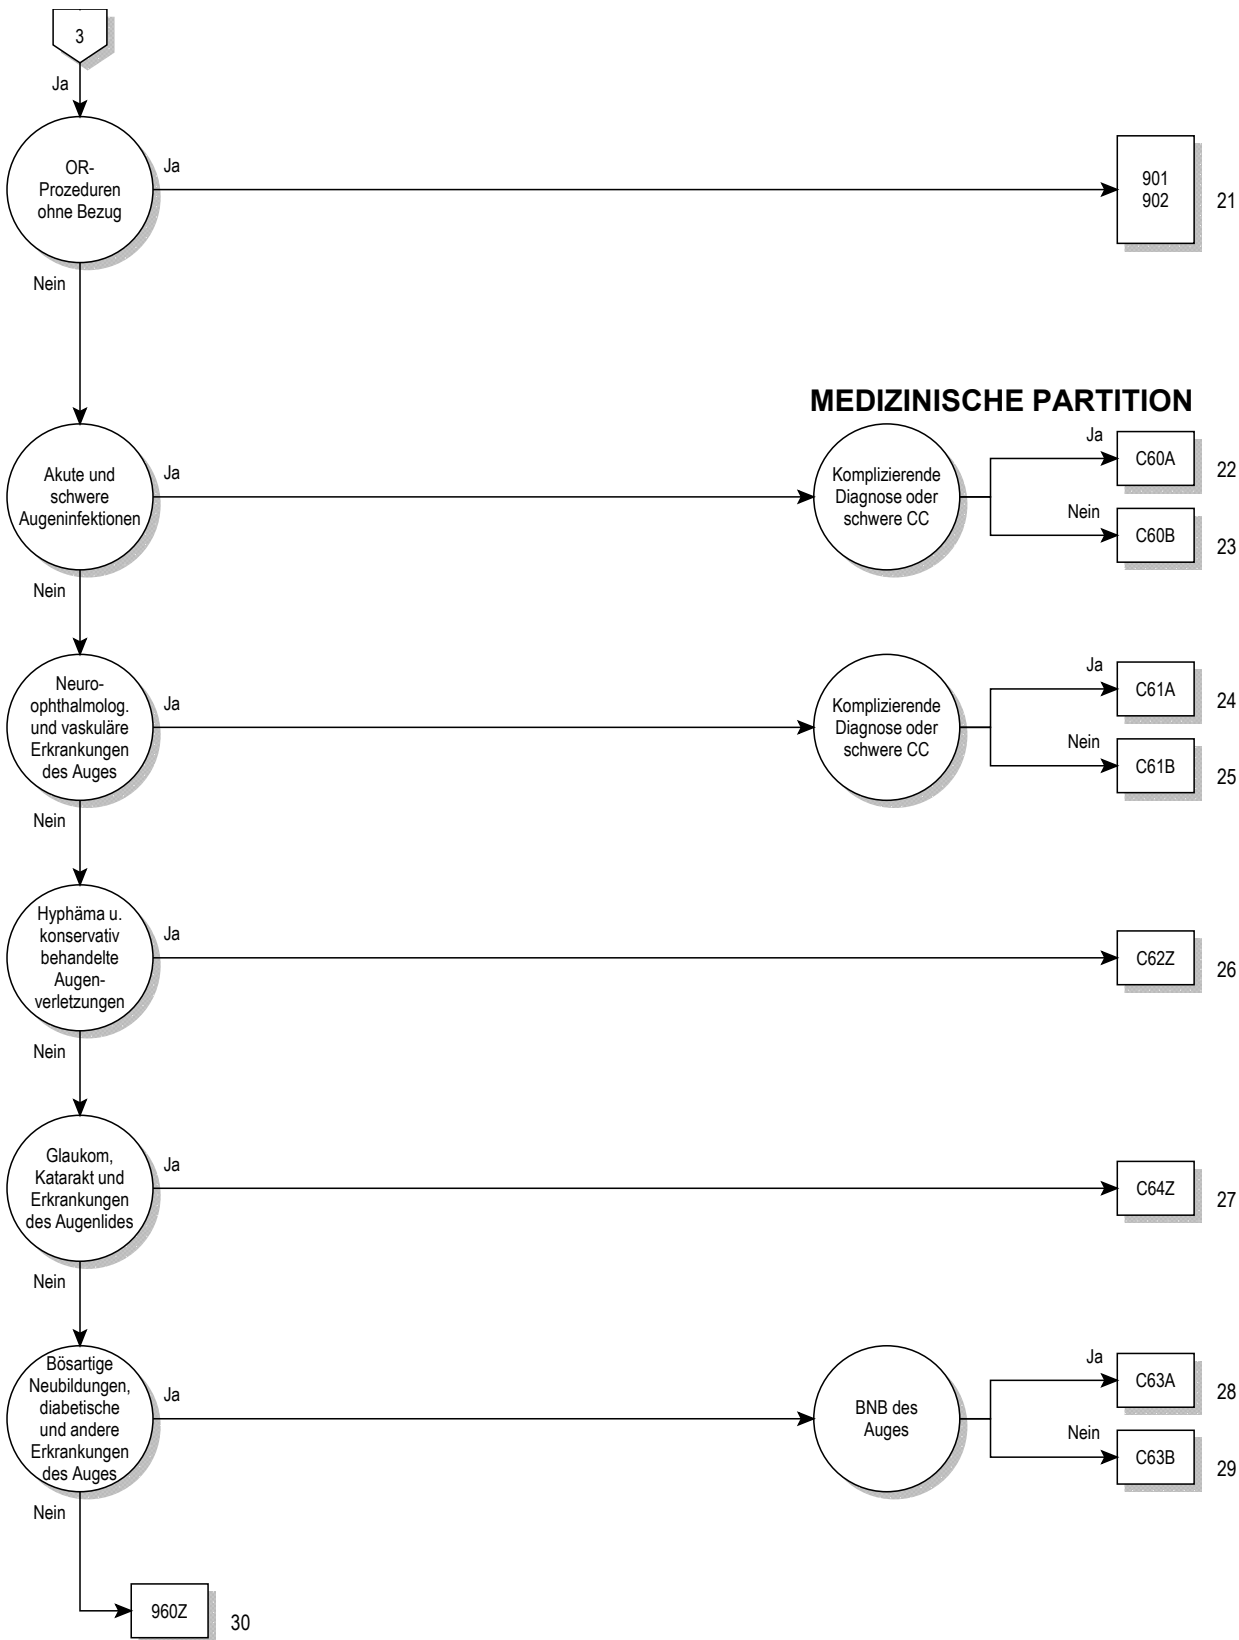 3
Ja
OR-
Prozeduren
ohne Bezug
Ja
901
902
21
Nein
MEDIZINISCHE PARTITION
Akute und
schwere
Augeninfektionen
Ja
Komplizierende
Diagnose oder
schwere CC
Ja
C60A
22
Nein
C60B
23
Nein
Neuro-
ophthalmolog.
und vaskuläre
Erkrankungen
des Auges
Ja
Komplizierende
Diagnose oder
schwere CC
Ja
C61A
24
Nein
C61B
25
Nein
Hyphäma u.
konservativ
behandelte
Augen-
verletzungen
Ja
C62Z
26
Nein
Glaukom,
Katarakt und
Erkrankungen
des Augenlides
Ja
C64Z
27
Nein
Bösartige
Neubildungen,
diabetische
und andere
Erkrankungen
des Auges
Ja
BNB des
Auges
Ja
C63A
28
Nein
C63B
29
Nein
960Z
30